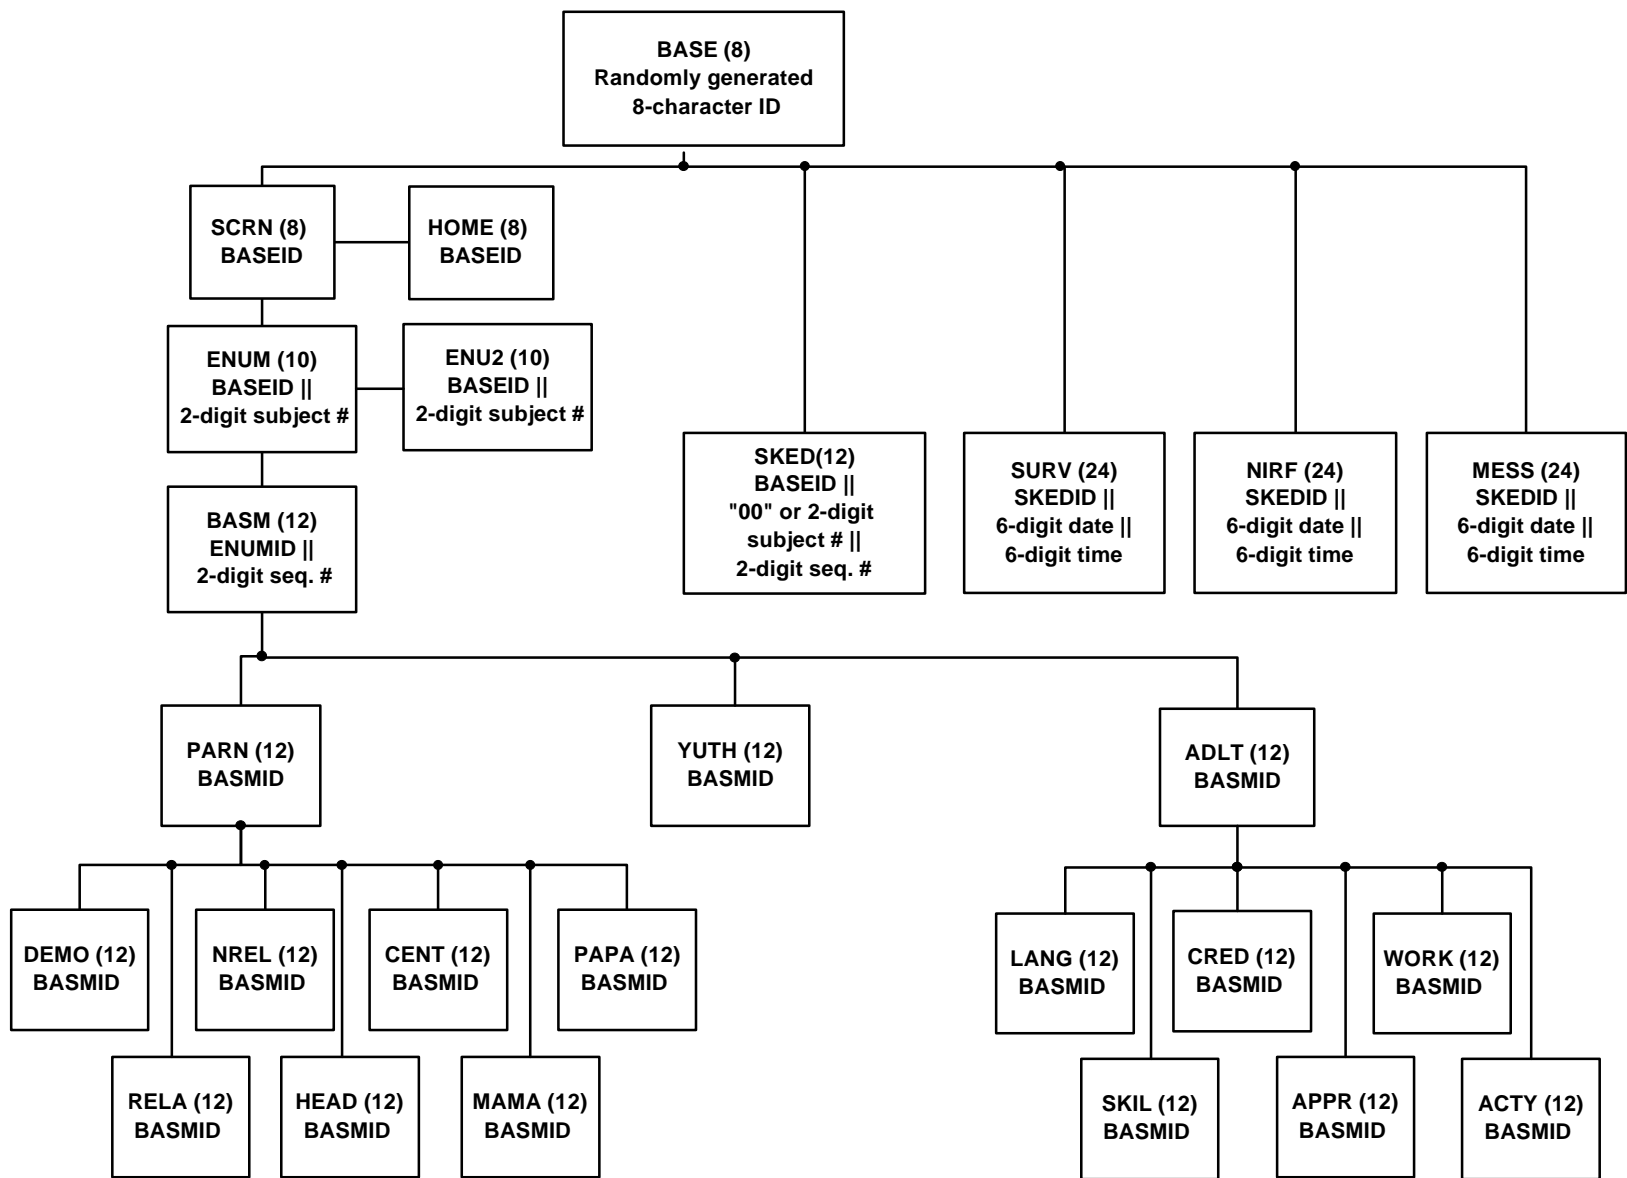 BASE (8)
Randomly generated
8-character ID
SCRN (8)
BASEID
HOME (8)
BASEID
ENUM (10)
BASEID ||
2-digit subject #
ENU2 (10)
BASEID ||
2-digit subject #
SKED(12)
BASEID ||
"00" or 2-digit
subject # ||
2-digit seq. #
SURV (24)
SKEDID ||
6-digit date ||
6-digit time
NIRF (24)
SKEDID ||
6-digit date ||
6-digit time
MESS (24)
SKEDID ||
6-digit date ||
6-digit time
BASM (12)
ENUMID ||
2-digit seq. #
PARN (12)
BASMID
YUTH (12)
BASMID
ADLT (12)
BASMID
DEMO (12)
BASMID
NREL (12)
BASMID
CENT (12)
BASMID
PAPA (12)
BASMID
LANG (12)
BASMID
CRED (12)
BASMID
WORK (12)
BASMID
RELA (12)
BASMID
HEAD (12)
BASMID
MAMA (12)
BASMID
SKIL (12)
BASMID
APPR (12)
BASMID
ACTY (12)
BASMID